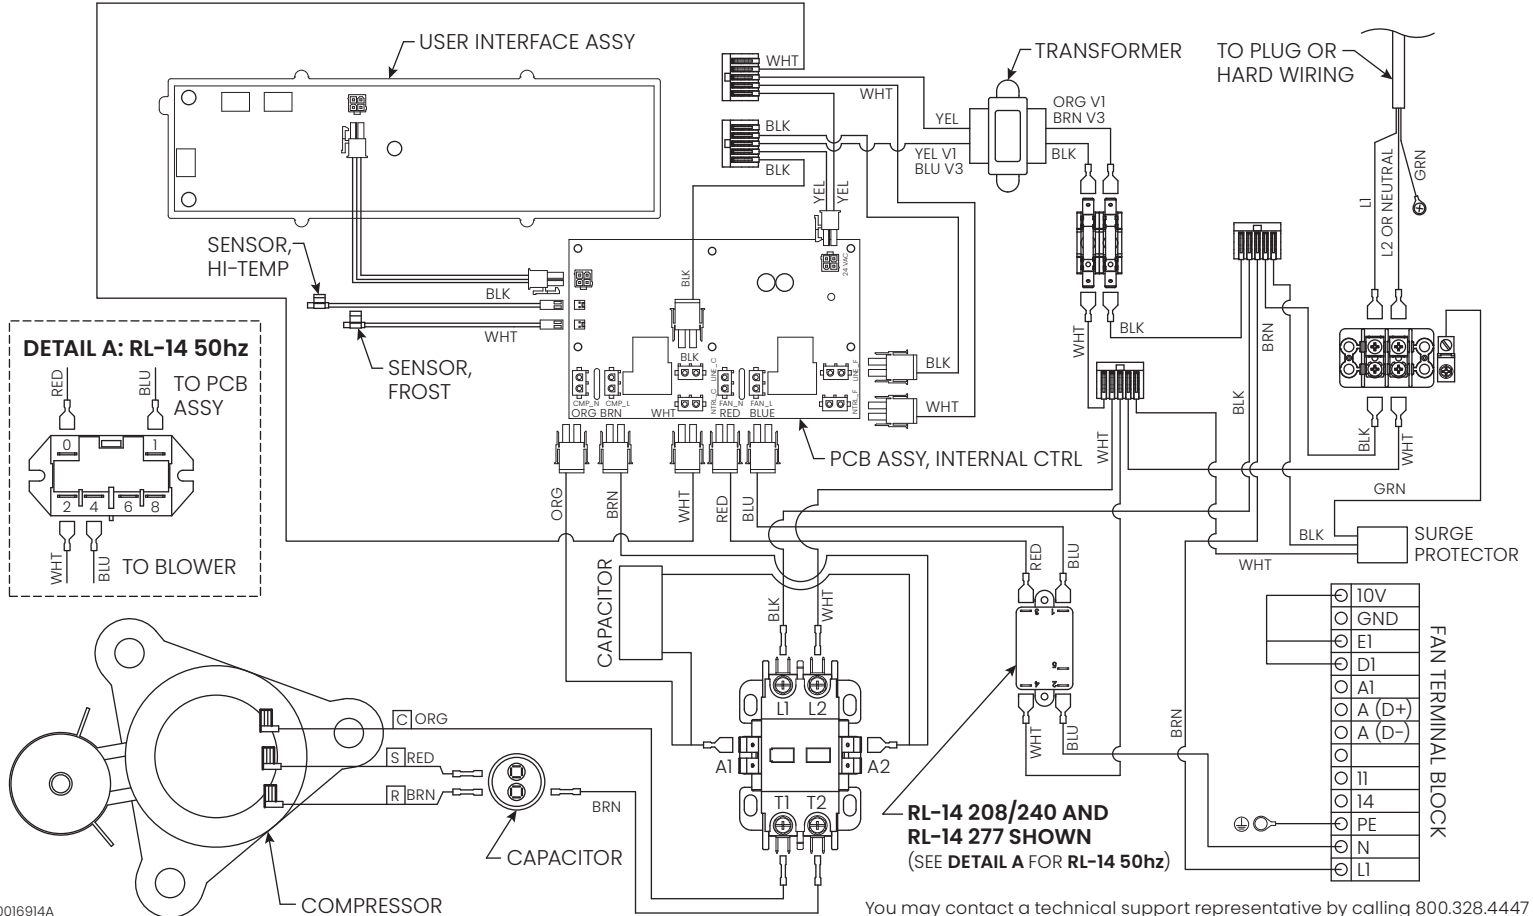 USER INTERFACE ASSY
WHT
WHT
TRANSFORMER
TO PLUG OR
HARD WIRING
ORG V1
BRN V3
YEL
BLK
YEL V1
BLU V3
BLK
BLK
YEL
YEL
L1
L2 OR NEUTRAL
GRN
SENSOR,
HI-TEMP
BLK
WHT
SENSOR,
FROST
BLK
24 VAC
BLK
LINE_C
LINE_F
NTRL_C
NTRL_F
CMP_N
CMP_L
FAN_N
FAN_L
ORG
BRN
WHT
RED
BLUE
BLK
WHT
PCB ASSY, INTERNAL CTRL
WHT
BLK
BRN
BLK
WHT
BLK
WHT
GRN
BLK
WHT
SURGE
PROTECTOR
DETAIL A: RL-14 50hz
RED
BLU
TO PCB
ASSY
0
1
2
4
6
8
WHT
BLU
TO BLOWER
ORG
BRN
WHT
RED
BLU
CAPACITOR
BLK
WHT
RED
BLU
3
1
5
4
2
WHT
BLU
BRN
L1
L2
A1
A2
T1
T2
C ORG
S RED
R BRN
BRN
CAPACITOR
COMPRESSOR
RL-14 208/240 AND
RL-14 277 SHOWN
(SEE DETAIL A FOR RL-14 50hz)
10V
GND
E1
D1
A1
A (D+)
A (D-)
11
14
PE
N
L1
FAN TERMINAL BLOCK
0016914A
You may contact a technical support representative by calling 800.328.4447